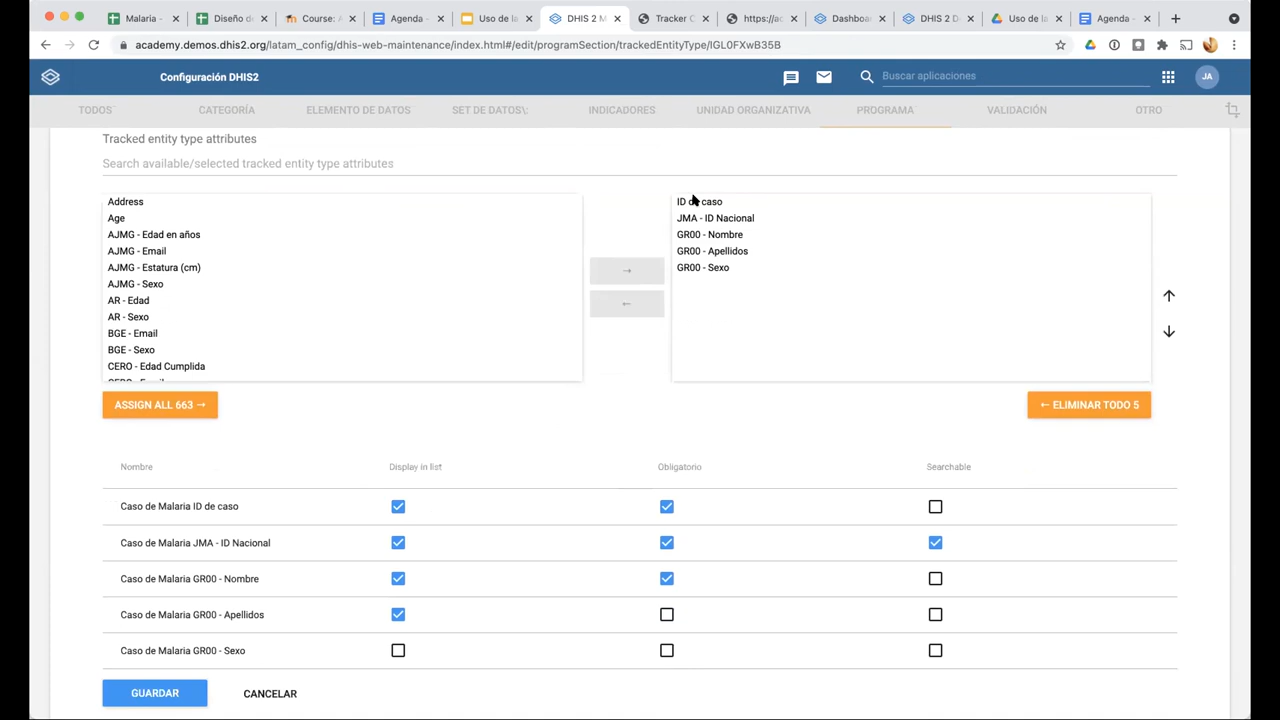 Malaria -
Diseño d
Course: A
Agenda -
Uso de la
DHIS 2 M
Tracker C
https://ac
Dashboa
DHIS 2 D
Uso de la
Agenda -
academy.demos.dhis2.org/latam_config/dhis-web-maintenance/index.html#/edit/programSection/trackedEntityType/IGL0FXwB35B
Configuración DHIS2
Buscar aplicaciones
JA
TODOS
CATEGORÍA
ELEMENTO DE DATOS
SET DE DATOS\;
INDICADORES
UNIDAD ORGANIZATIVA
PROGRAMA
VALIDACIÓN
OTRO
Tracked entity type attributes
Search available/selected tracked entity type attributes
Address
Age
AJMG - Edad en años
AJMG - Email
AJMG - Estatura (cm)
AJMG - Sexo
AR - Edad
AR - Sexo
BGE - Email
BGE - Sexo
CERO - Edad Cumplida
→
←
ID de caso
JMA - ID Nacional
GR00 - Nombre
GR00 - Apellidos
GR00 - Sexo
ASSIGN ALL 663 →
← ELIMINAR TODO 5
Nombre Display in list Obligatorio Searchable
Caso de Malaria ID de caso
Caso de Malaria JMA - ID Nacional
Caso de Malaria GR00 - Nombre
Caso de Malaria GR00 - Apellidos
Caso de Malaria GR00 - Sexo
GUARDAR
CANCELAR